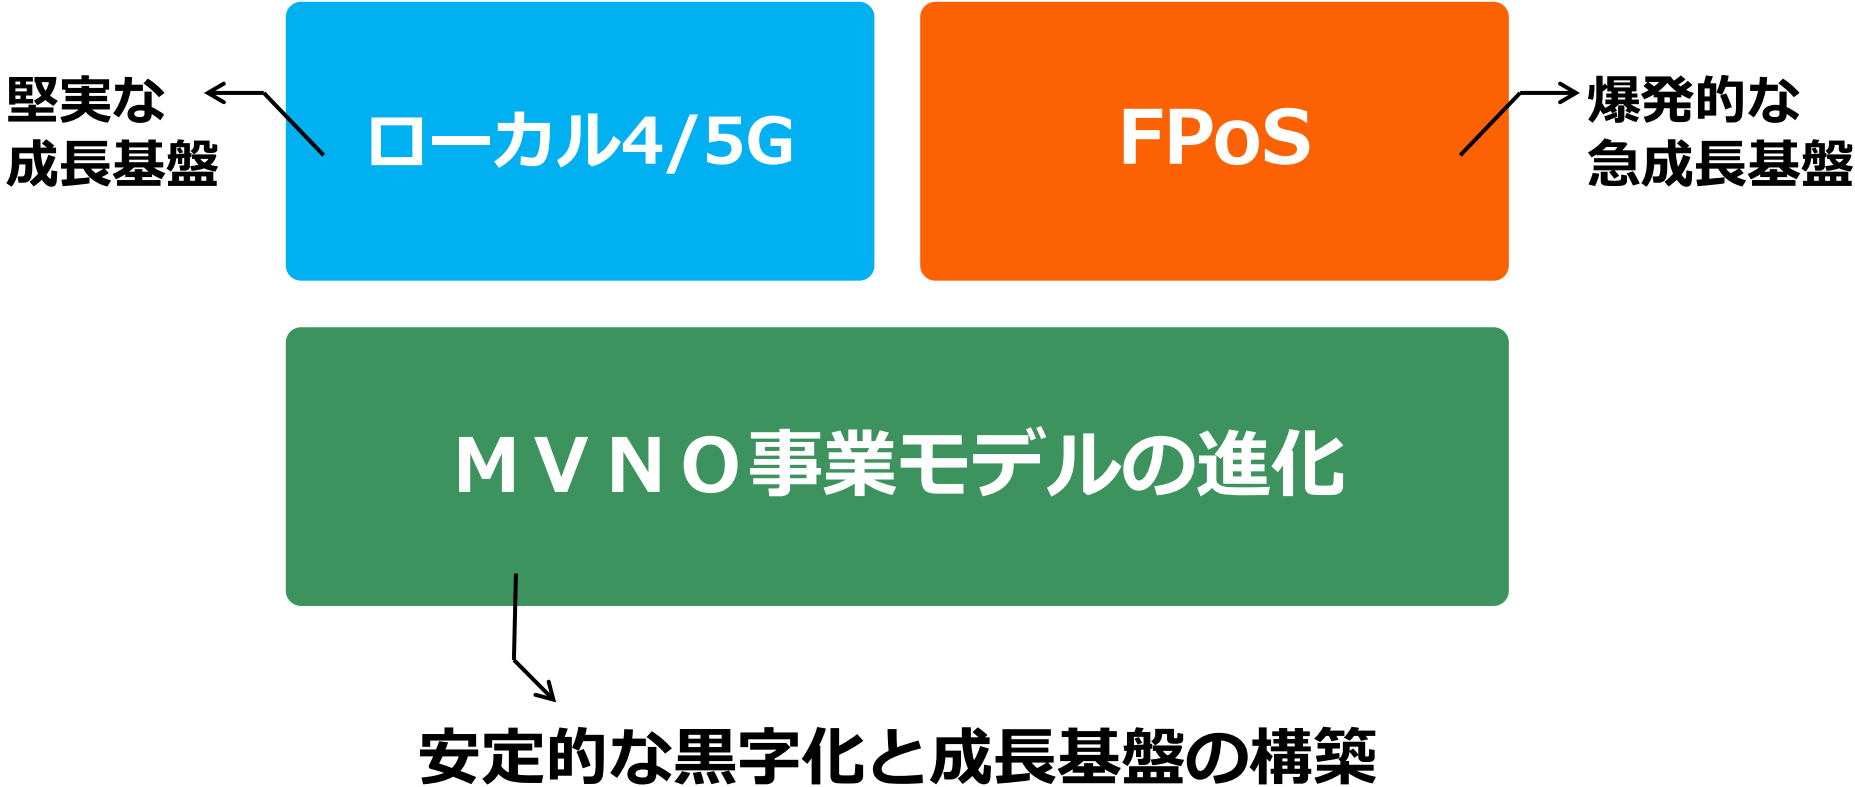 堅実な
成長基盤
ローカル4/5G
FPoS
爆発的な
急成長基盤
ＭＶＮＯ事業モデルの進化
安定的な黒字化と成長基盤の構築